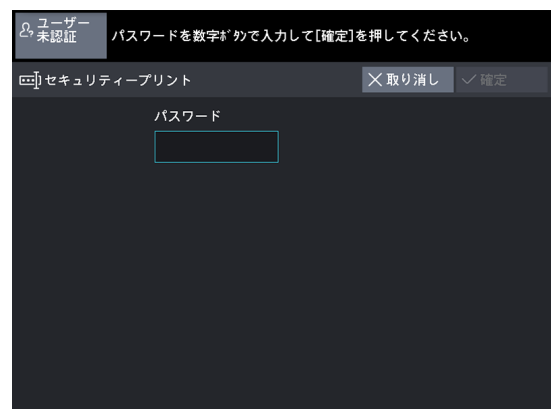 ユーザー
未認証
パスワードを数字ﾎﾞﾀﾝで入力して[確定]を押してください。
セキュリティープリント
取り消し
確定
パスワード